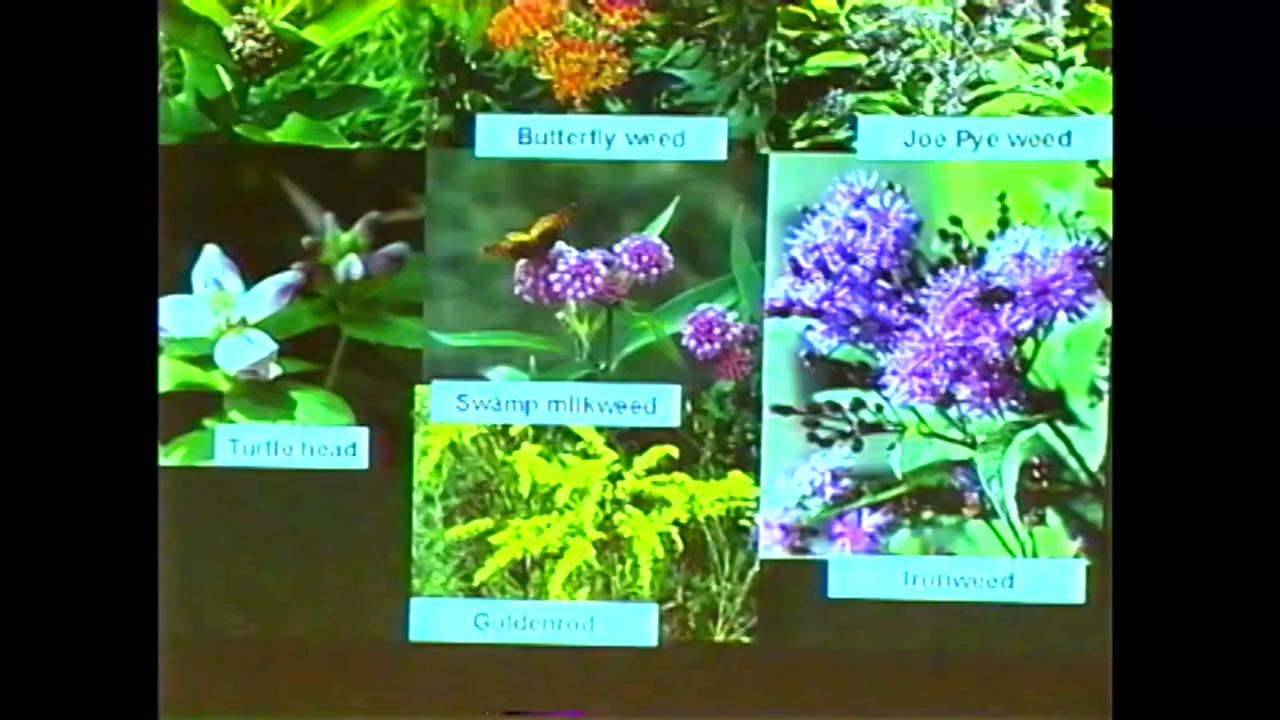 Butterfly weed
Joe Pye weed
Swamp milkweed
Turtle head
Ironweed
Goldenrod